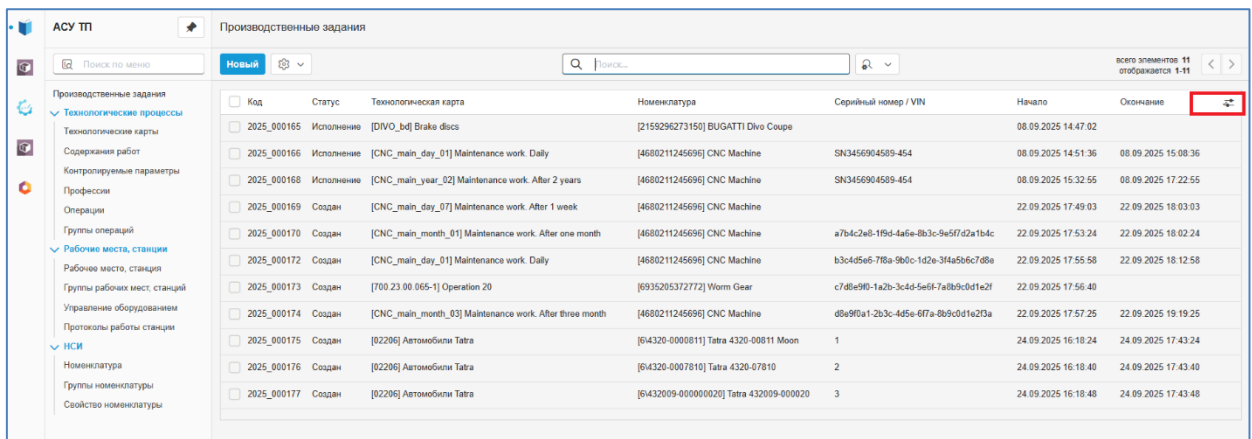 АСУ ТП
Производственные задания
Поиск по меню
Новый
Поиск...
всего элементов 11
отображается 1-11
Производственные задания
Технологические процессы
Технологические карты
Содержания работ
Контролируемые параметры
Профессии
Операции
Группы операций
Рабочие места, станции
Рабочее место, станция
Группы рабочих мест, станций
Управление оборудованием
Протоколы работы станции
НСИ
Номенклатура
Группы номенклатуры
Свойство номенклатуры
Код Статус Технологическая карта Номенклатура Серийный номер / VIN Начало Окончание
2025_000165 Исполнение [DIVO_bd] Brake discs [2159296273150] BUGATTI Divo Coupe 08.09.2025 14:47:02
2025_000166 Исполнение [CNC_main_day_01] Maintenance work. Daily [4680211245696] CNC Machine SN3456904589-454 08.09.2025 14:51:36 08.09.2025 15:08:36
2025_000168 Исполнение [CNC_main_year_02] Maintenance work. After 2 years [4680211245696] CNC Machine SN3456904589-454 08.09.2025 15:32:55 08.09.2025 17:22:55
2025_000169 Создан [CNC_main_day_07] Maintenance work. After 1 week [4680211245696] CNC Machine 22.09.2025 17:49:03 22.09.2025 18:03:03
2025_000170 Создан [CNC_main_month_01] Maintenance work. After one month [4680211245696] CNC Machine a7b4c2e8-1f9d-4a6e-8b3c-9e5f7d2a1b4c 22.09.2025 17:53:24 22.09.2025 18:02:24
2025_000172 Создан [CNC_main_day_01] Maintenance work. Daily [4680211245696] CNC Machine b3c4d5e6-7f8a-9b0c-1d2e-3f4a5b6c7d8e 22.09.2025 17:55:58 22.09.2025 18:12:58
2025_000173 Создан [700.23.00.065-1] Operation 20 [6935205372772] Worm Gear c7d8e9f0-1a2b-3c4d-5e6f-7a8b9c0d1e2f 22.09.2025 17:56:40
2025_000174 Создан [CNC_main_month_03] Maintenance work. After three month [4680211245696] CNC Machine d8e9f0a1-2b3c-4d5e-6f7a-8b9c0d1e2f3a 22.09.2025 17:57:25 22.09.2025 19:19:25
2025_000175 Создан [02206] Автомобили Tatra [6\4320-0000811] Tatra 4320-00811 Moon 1 24.09.2025 16:18:24 24.09.2025 17:43:24
2025_000176 Создан [02206] Автомобили Tatra [6\4320-0007810] Tatra 4320-07810 2 24.09.2025 16:18:40 24.09.2025 17:43:40
2025_000177 Создан [02206] Автомобили Tatra [6\432009-000000020] Tatra 432009-000020 3 24.09.2025 16:18:48 24.09.2025 17:43:48